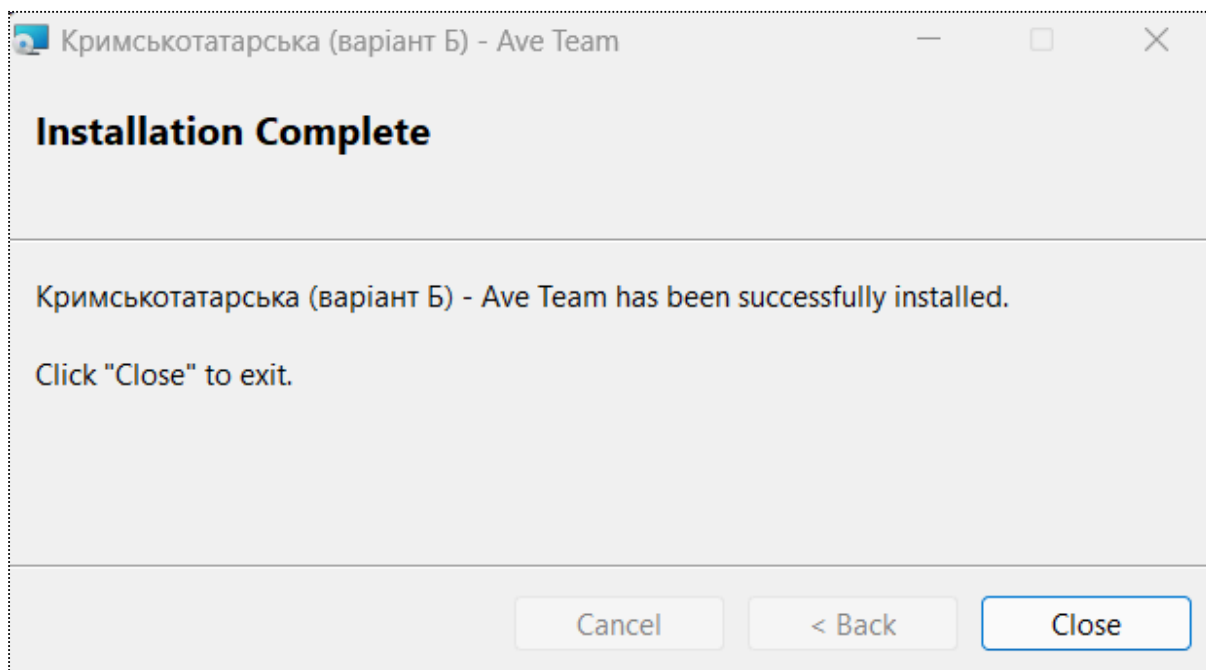 Кримськотатарська (варіант Б) - Ave Team
Installation Complete
Кримськотатарська (варіант Б) - Ave Team has been successfully installed.
Click "Close" to exit.
Cancel
< Back
Close